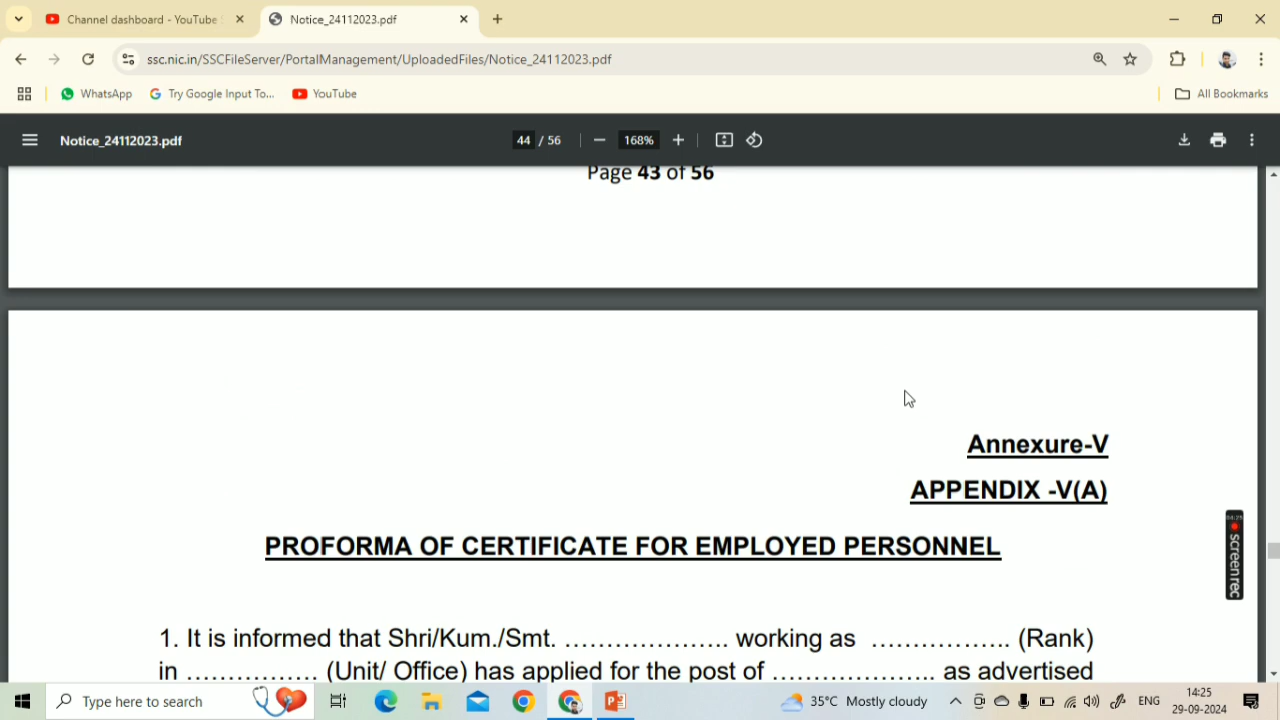 Channel dashboard - YouTube
Notice_24112023.pdf
ssc.nic.in/SSCFileServer/PortalManagement/UploadedFiles/Notice_24112023.pdf
WhatsApp
Try Google Input To...
YouTube
All Bookmarks
Notice_24112023.pdf
44 / 56
168%
Page 43 of 56
Annexure-V
APPENDIX -V(A)
PROFORMA OF CERTIFICATE FOR EMPLOYED PERSONNEL
1. It is informed that Shri/Kum./Smt. ………………. working as …………….. (Rank)
in …………… (Unit/ Office) has applied for the post of ………………. as advertised
screenrec
Type here to search
35°C Mostly cloudy
ENG
14:25
29-09-2024